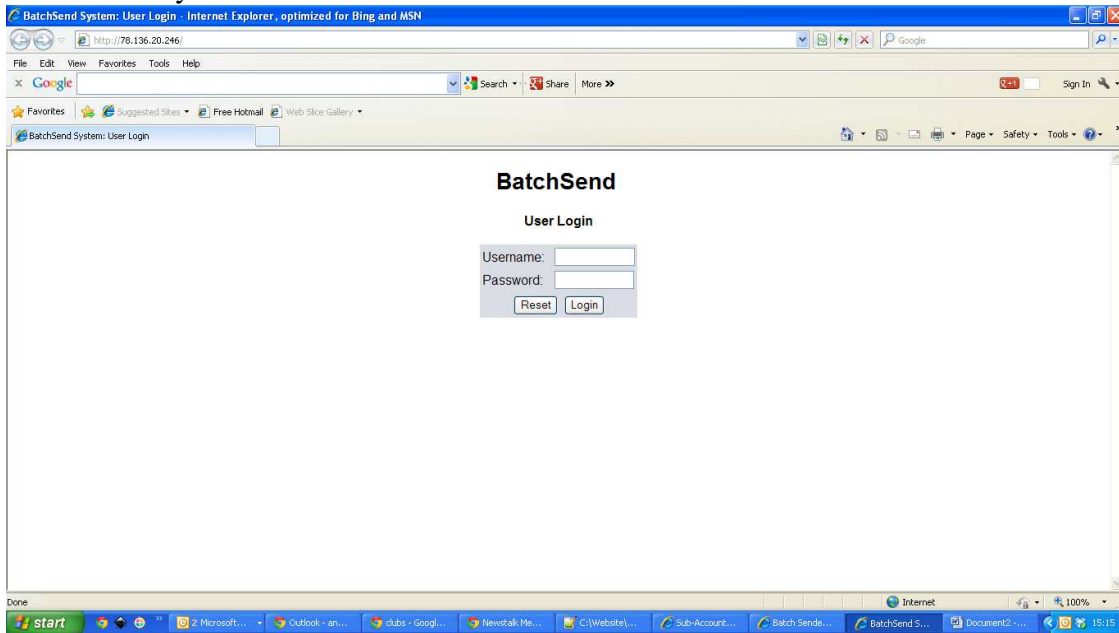 BatchSend System: User Login - Internet Explorer, optimized for Bing and MSN
http://78.136.20.246/
Google
File Edit View Favorites Tools Help
x Google Search Share More » +1 Sign In
Favorites Suggested Sites Free Hotmail Web Slice Gallery
BatchSend System: User Login Page Safety Tools
BatchSend
User Login
Username:
Password:
Reset Login
Done Internet 100%
start 2 Microsoft... Outlook - an... clubs - Googl... Newstalk Me... C:\Website\... Sub-Account... Batch Sende... BatchSend S... Document2 -... 15:15